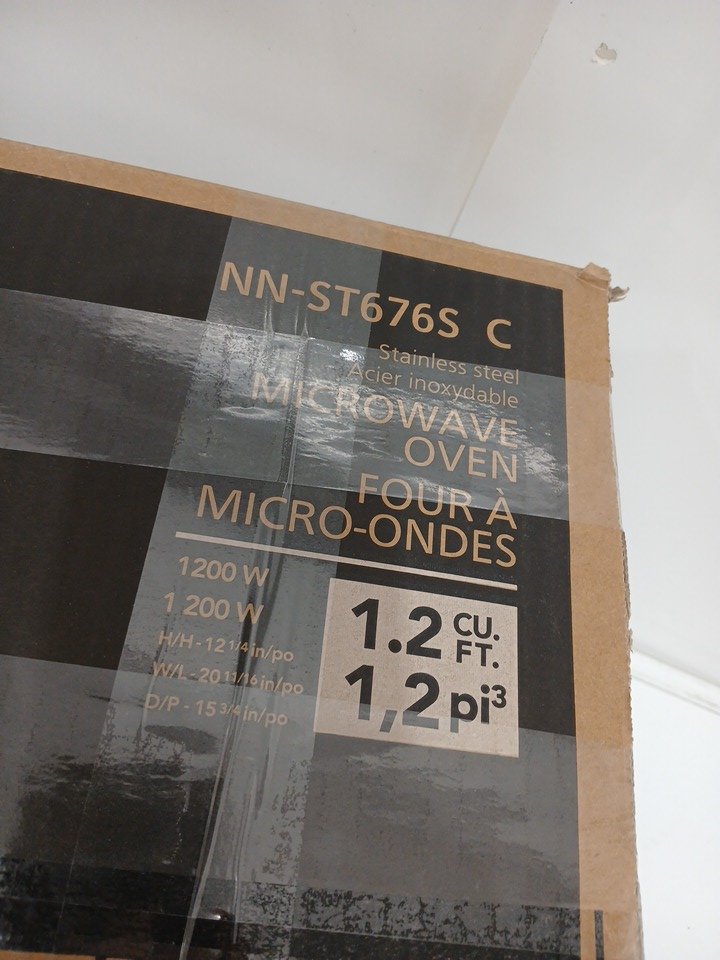 NN-ST676S C
Stainless steel
Acier inoxydable
MICROWAVE
OVEN
FOUR À
MICRO-ONDES
1200 W
1 200 W
H/H - 12 1/4 in/po
W/L - 20 11/16 in/po
D/P - 15 3/4 in/po
1.2 CU. FT.
1,2 pi³